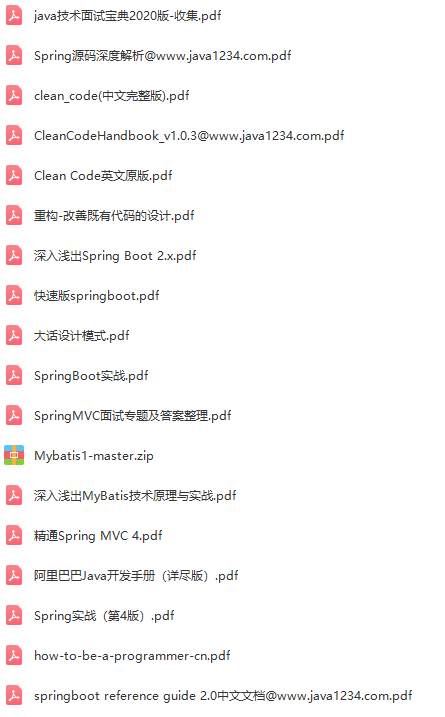 java技术面试宝典2020版-收集.pdf
Spring源码深度解析@www.java1234.com.pdf
clean_code(中文完整版).pdf
CleanCodeHandbook_v1.0.3@www.java1234.com.pdf
Clean Code英文原版.pdf
重构-改善既有代码的设计.pdf
深入浅出Spring Boot 2.x.pdf
快速版springboot.pdf
大话设计模式.pdf
SpringBoot实战.pdf
SpringMVC面试专题及答案整理.pdf
Mybatis1-master.zip
深入浅出MyBatis技术原理与实战.pdf
精通Spring MVC 4.pdf
阿里巴巴Java开发手册（详尽版）.pdf
Spring实战（第4版）.pdf
how-to-be-a-programmer-cn.pdf
springboot reference guide 2.0中文文档@www.java1234.com.pdf